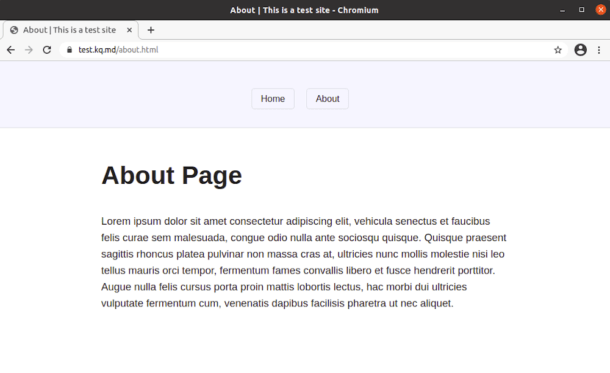 About | This is a test site - Chromium
About | This is a test site
test.kq.md/about.html
Home
About
About Page
Lorem ipsum dolor sit amet consectetur adipiscing elit, vehicula senectus et faucibus
felis curae sem malesuada, congue odio nulla ante sociosqu quisque. Quisque praesent
sagittis rhoncus platea pulvinar non massa cras at, ultricies nunc mollis molestie nisi leo
tellus mauris orci tempor, fermentum fames convallis libero et fusce hendrerit porttitor.
Augue nulla felis cursus porta proin mattis lobortis lectus, hac morbi dui ultricies
vulputate fermentum cum, venenatis dapibus facilisis pharetra ut nec aliquet.